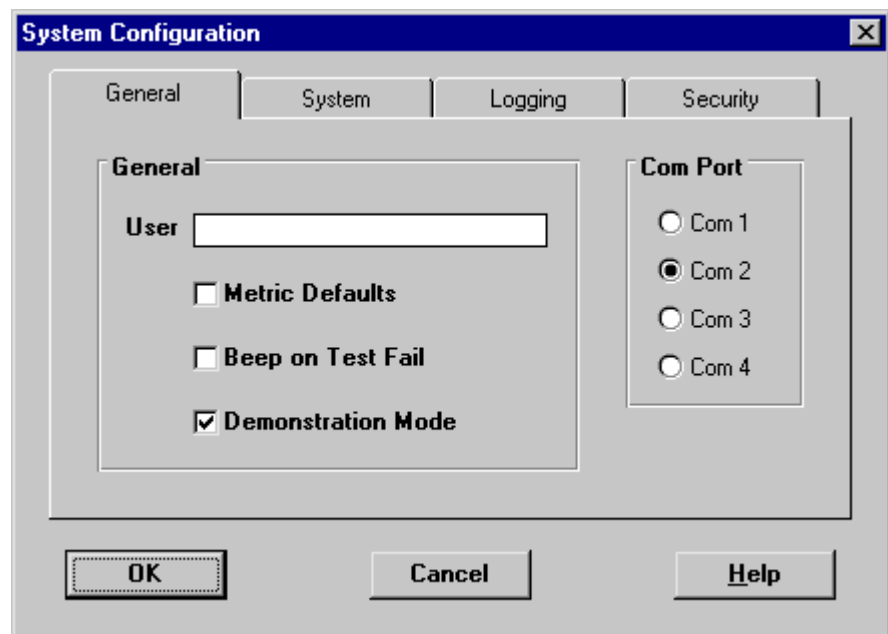 System Configuration
General
System
Logging
Security
General
User
Metric Defaults
Beep on Test Fail
Demonstration Mode
Com Port
Com 1
Com 2
Com 3
Com 4
OK
Cancel
Help